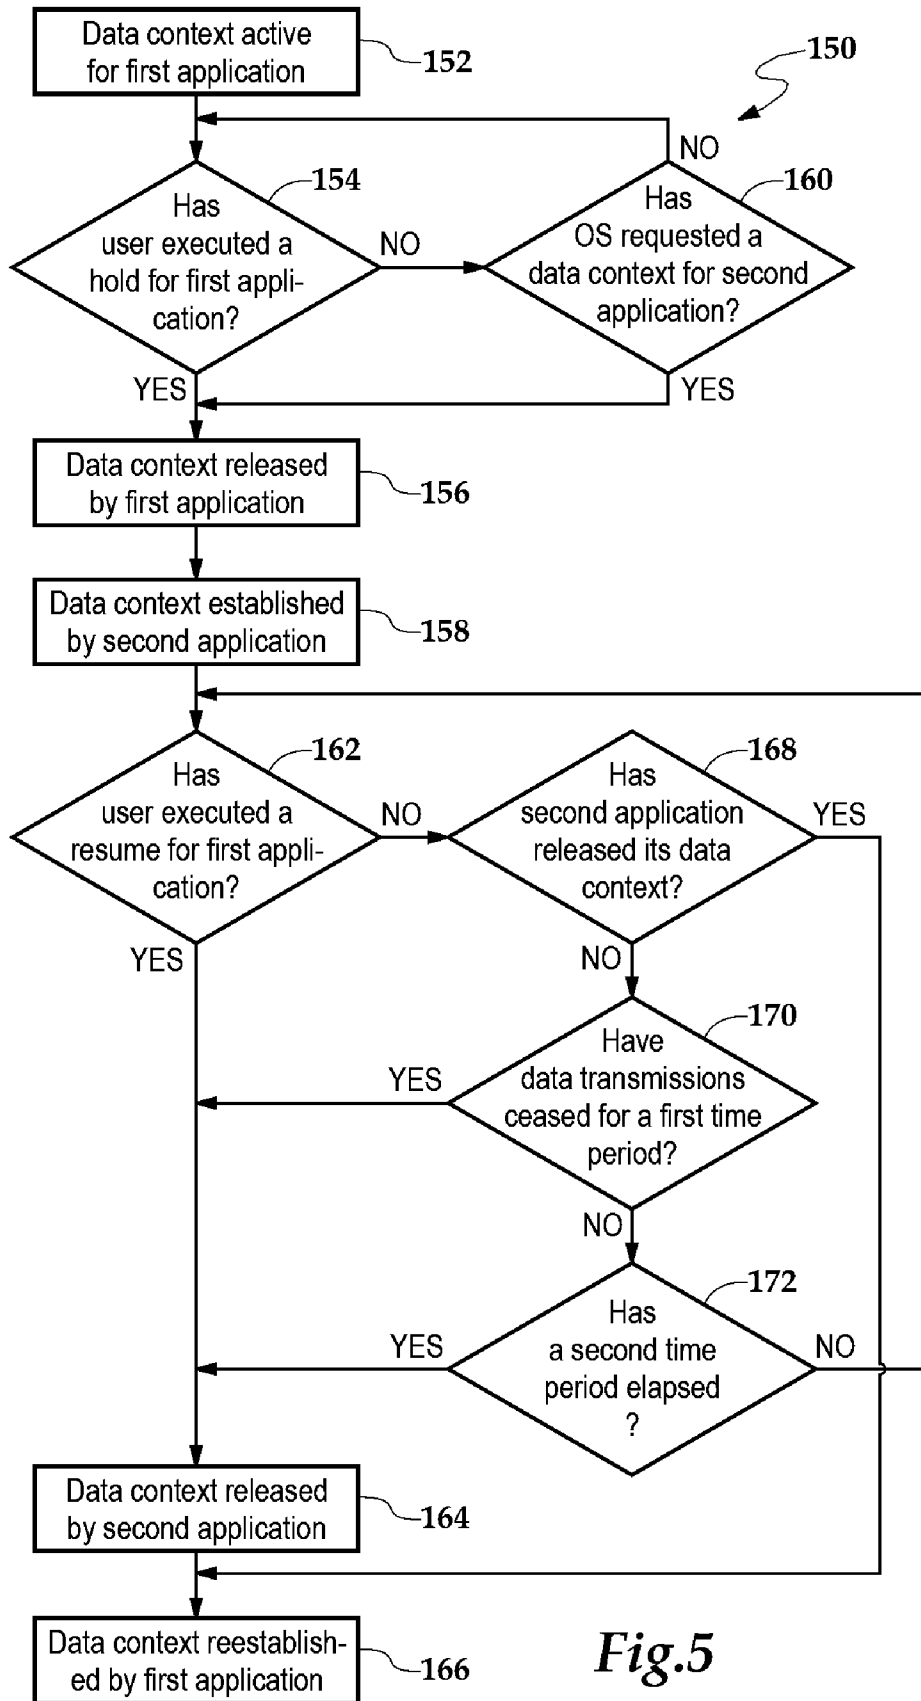 Data context active
for first application
152
150
NO
154
Has
user executed a
hold for first appli-
cation?
NO
160
Has
OS requested a
data context for second
application?
YES
YES
Data context released
by first application
156
Data context established
by second application
158
162
Has
user executed a
resume for first appli-
cation?
NO
168
Has
second application
released its data
context?
YES
YES
NO
170
Have
data transmissions
ceased for a first time
period?
YES
NO
172
Has
a second time
period elapsed
?
YES
NO
Data context released
by second application
164
Data context reestablish-
ed by first application
166
Fig.5